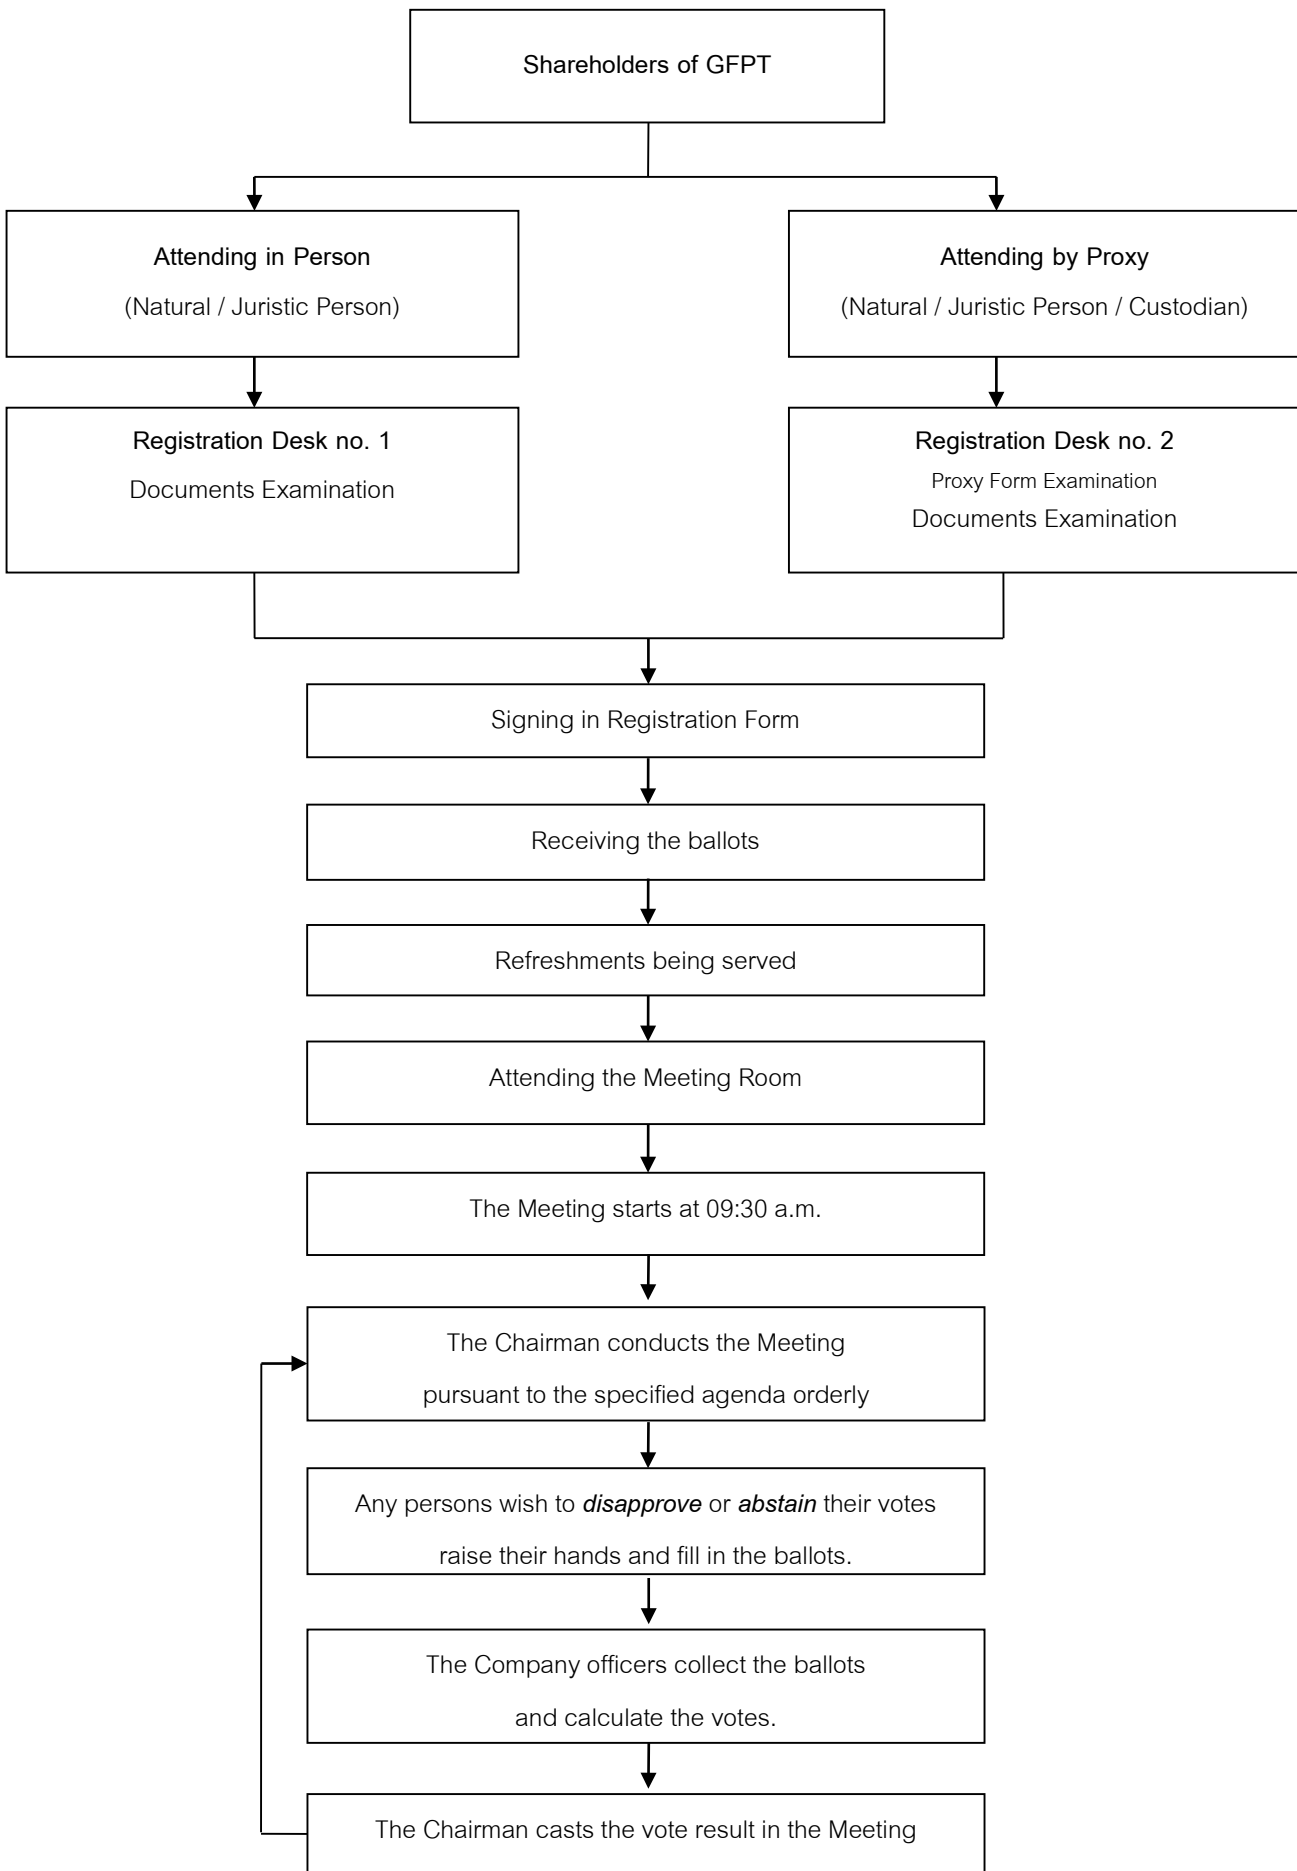 Shareholders of GFPT
Attending in Person
(Natural / Juristic Person)
Attending by Proxy
(Natural / Juristic Person / Custodian)
Registration Desk no. 1
Documents Examination
Registration Desk no. 2
Proxy Form Examination
Documents Examination
Signing in Registration Form
Receiving the ballots
Refreshments being served
Attending the Meeting Room
The Meeting starts at 09:30 a.m.
The Chairman conducts the Meeting
pursuant to the specified agenda orderly
Any persons wish to disapprove or abstain their votes
raise their hands and fill in the ballots.
The Company officers collect the ballots
and calculate the votes.
The Chairman casts the vote result in the Meeting